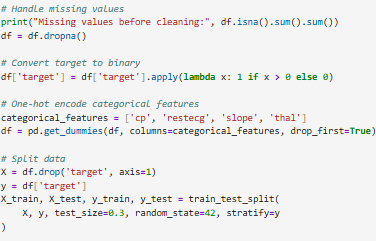 # Handle missing values
print("Missing values before cleaning:", df.isna().sum().sum())
df = df.dropna()
# Convert target to binary
df['target'] = df['target'].apply(lambda x: 1 if x > 0 else 0)
# One-hot encode categorical features
categorical_features = ['cp', 'restecg', 'slope', 'thal']
df = pd.get_dummies(df, columns=categorical_features, drop_first=True)
# Split data
X = df.drop('target', axis=1)
y = df['target']
X_train, X_test, y_train, y_test = train_test_split(
    X, y, test_size=0.3, random_state=42, stratify=y
)